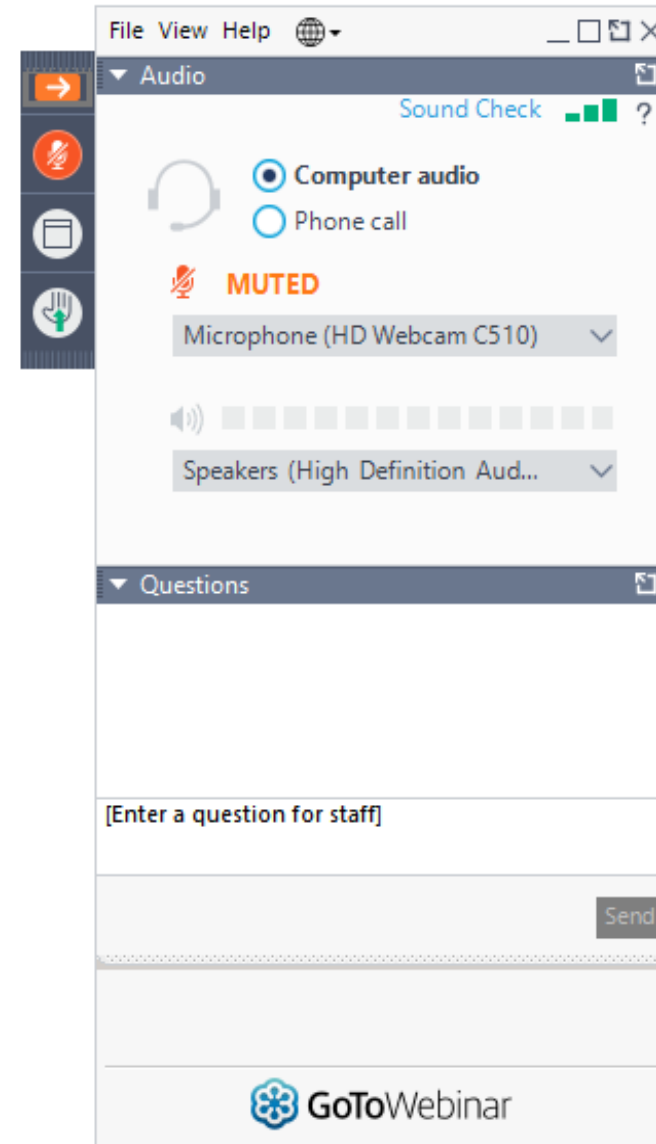 File View Help
Audio
Sound Check ?
Computer audio
Phone call
MUTED
Microphone (HD Webcam C510)
Speakers (High Definition Aud...
Questions
[Enter a question for staff]
Send
GoToWebinar